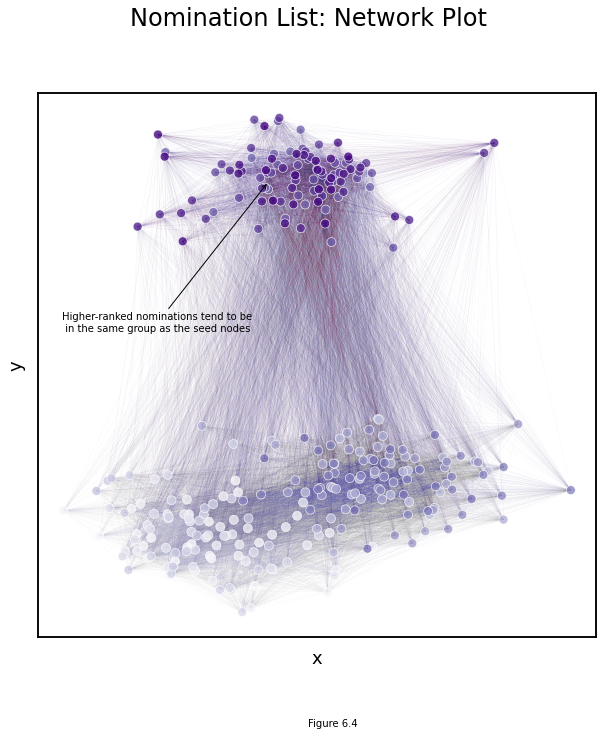 Nomination List: Network Plot
Higher-ranked nominations tend to be
in the same group as the seed nodes
y
x
Figure 6.4